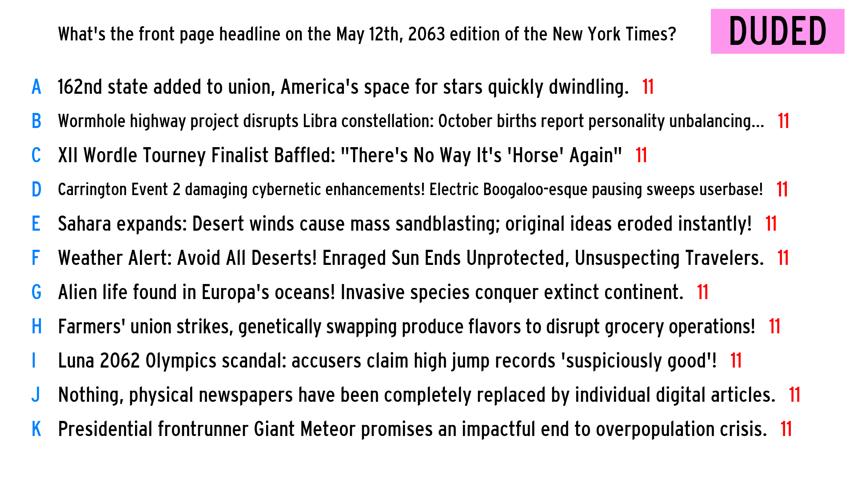 What's the front page headline on the May 12th, 2063 edition of the New York Times?
DUDED
A 162nd state added to union, America's space for stars quickly dwindling. 11
B Wormhole highway project disrupts Libra constellation: October births report personality unbalancing... 11
C XII Wordle Tourney Finalist Baffled: "There's No Way It's 'Horse' Again" 11
D Carrington Event 2 damaging cybernetic enhancements! Electric Boogaloo-esque pausing sweeps userbase! 11
E Sahara expands: Desert winds cause mass sandblasting; original ideas eroded instantly! 11
F Weather Alert: Avoid All Deserts! Enraged Sun Ends Unprotected, Unsuspecting Travelers. 11
G Alien life found in Europa's oceans! Invasive species conquer extinct continent. 11
H Farmers' union strikes, genetically swapping produce flavors to disrupt grocery operations! 11
I Luna 2062 Olympics scandal: accusers claim high jump records 'suspiciously good'! 11
J Nothing, physical newspapers have been completely replaced by individual digital articles. 11
K Presidential frontrunner Giant Meteor promises an impactful end to overpopulation crisis. 11